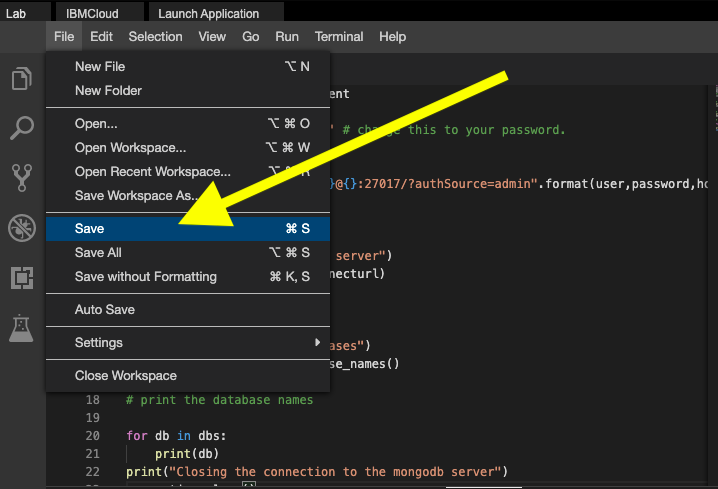 Lab IBMCloud Launch Application
File Edit Selection View Go Run Terminal Help
New File ⌥ N
New Folder
ent
Open... ⌥ ⌘ O
" # change this to your password.
Open Workspace... ⌥ ⌘ W
Open Recent Workspace... ⌥
}@{}:27017/?authSource=admin".format(user,password,ho
Save Workspace As...
Save ⌘ S
Save All ⌥ ⌘ S
server")
Save without Formatting ⌘ K, S
necturl)
Auto Save
Settings
ases")
se_names()
Close Workspace
18 # print the database names
19
20 for db in dbs:
21 print(db)
22 print("Closing the connection to the mongodb server")